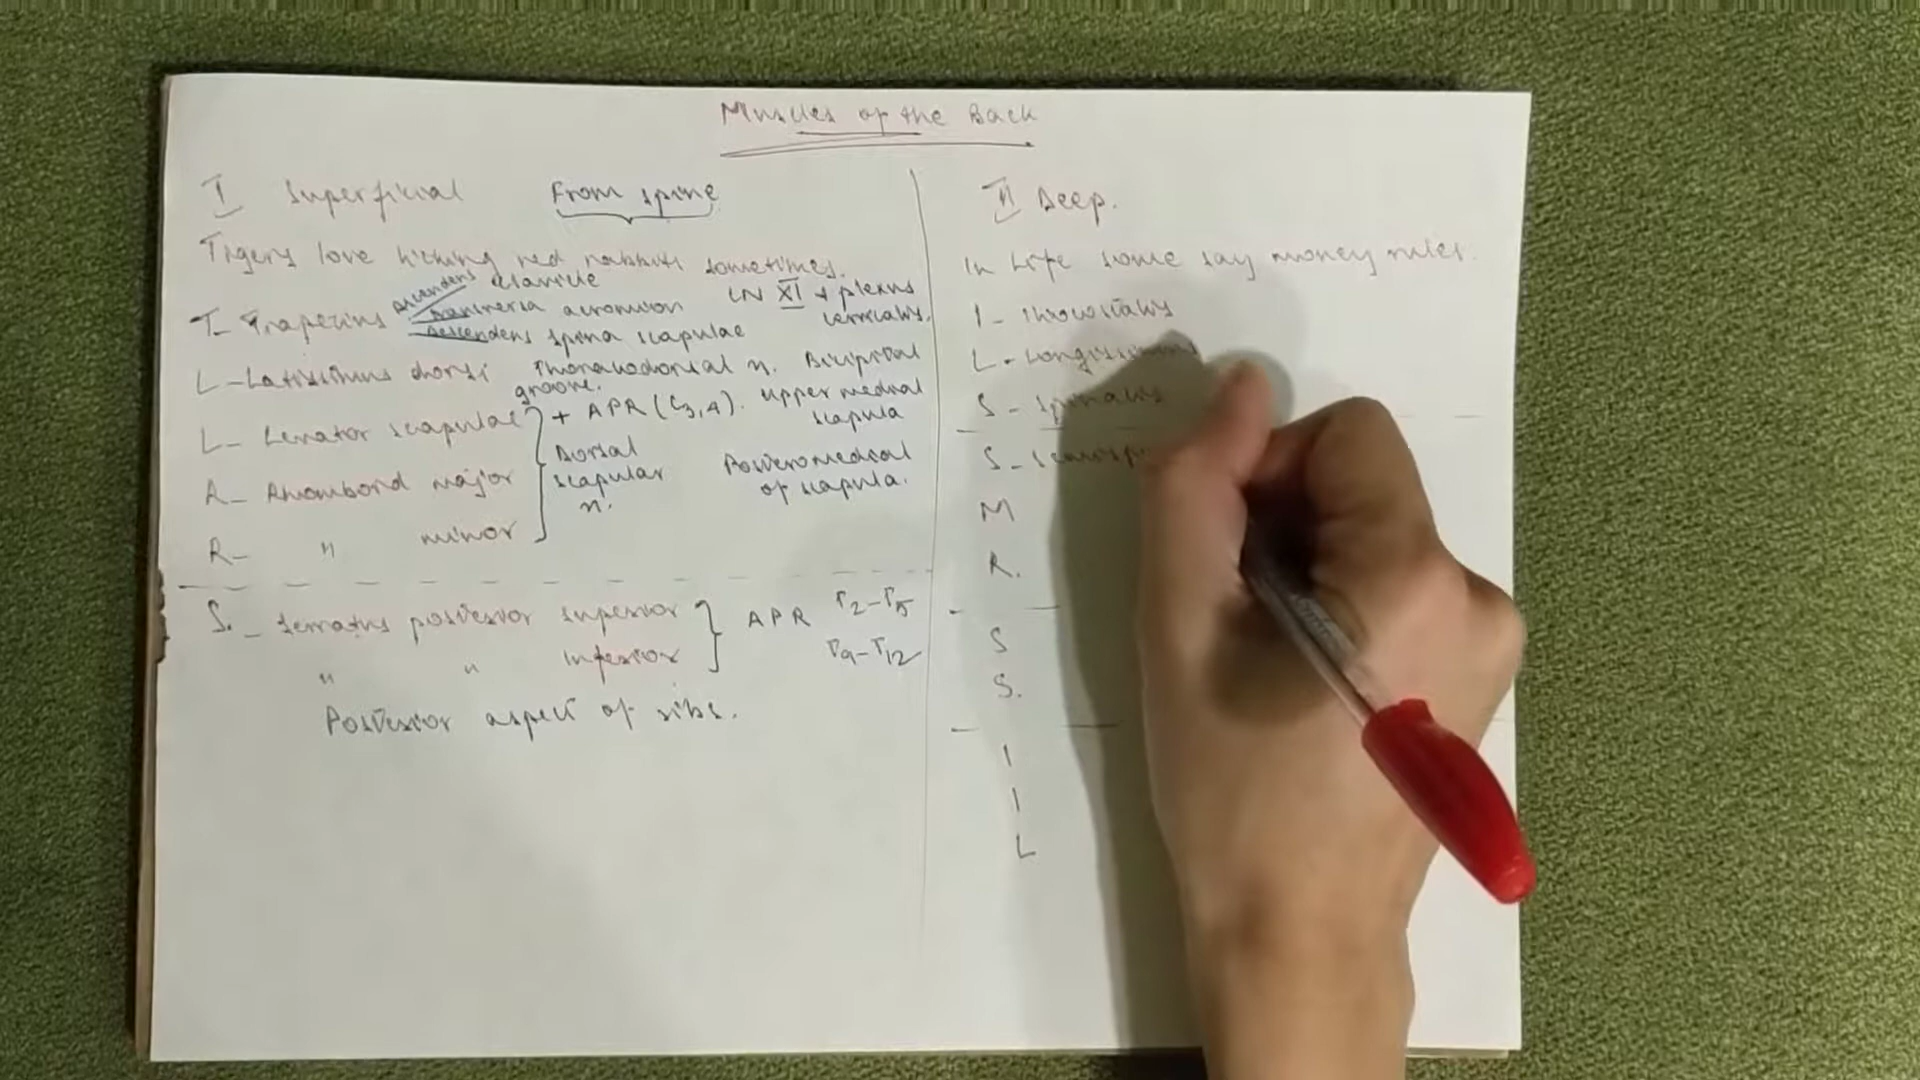 Muscles of the Back
I Superficial From spine
Tigers love kicking red rabbits sometimes.
T- Trapezius Ascendens clavicle
Transversa acromion
Descendens spina scapulae
CN XI + plexus
cervicalis.
L- Latissimus dorsi Thoracodorsal n. Bicipital
groove.
L- Levator scapulae + APR (C3,4). upper medial
scapula
R- Rhomboid major
R- " minor
Dorsal
scapular
n.
Posteromedial
of scapula.
S. - Serratus posterior superior APR T2-T5
" " Inferior T9-T12
Posterior aspect of ribs.
II Deep.
In life some say money rules.
I- Iliocostalis
L- Longissimus
S- Spinalis
S-
M
R.
S
S.
I
I
L